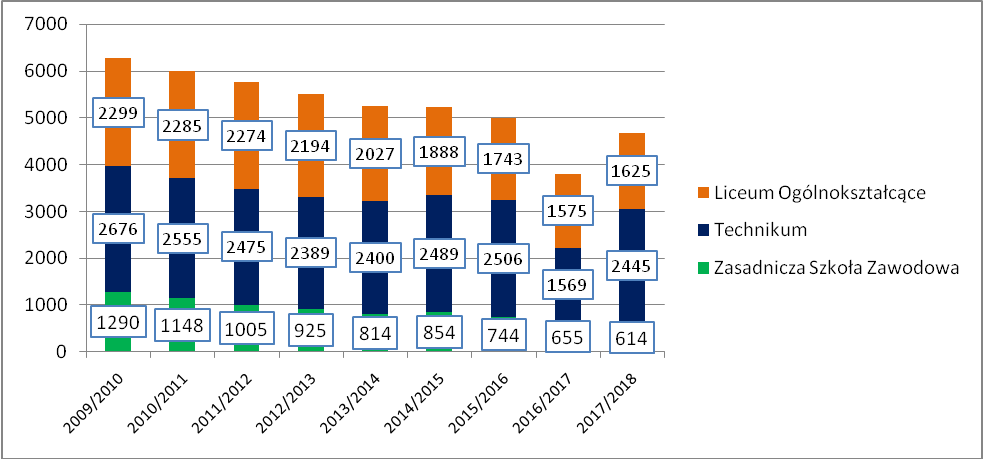 7000
6000
5000
4000
3000
2000
1000
0
2299 2285 2274 2194 2027 1888 1743 1575 1625
2676 2555 2475 2389 2400 2489 2506 1569 2445
1290 1148 1005 925 814 854 744 655 614
2009/2010 2010/2011 2011/2012 2012/2013 2013/2014 2014/2015 2015/2016 2016/2017 2017/2018
Liceum Ogólnokształcące
Technikum
Zasadnicza Szkoła Zawodowa